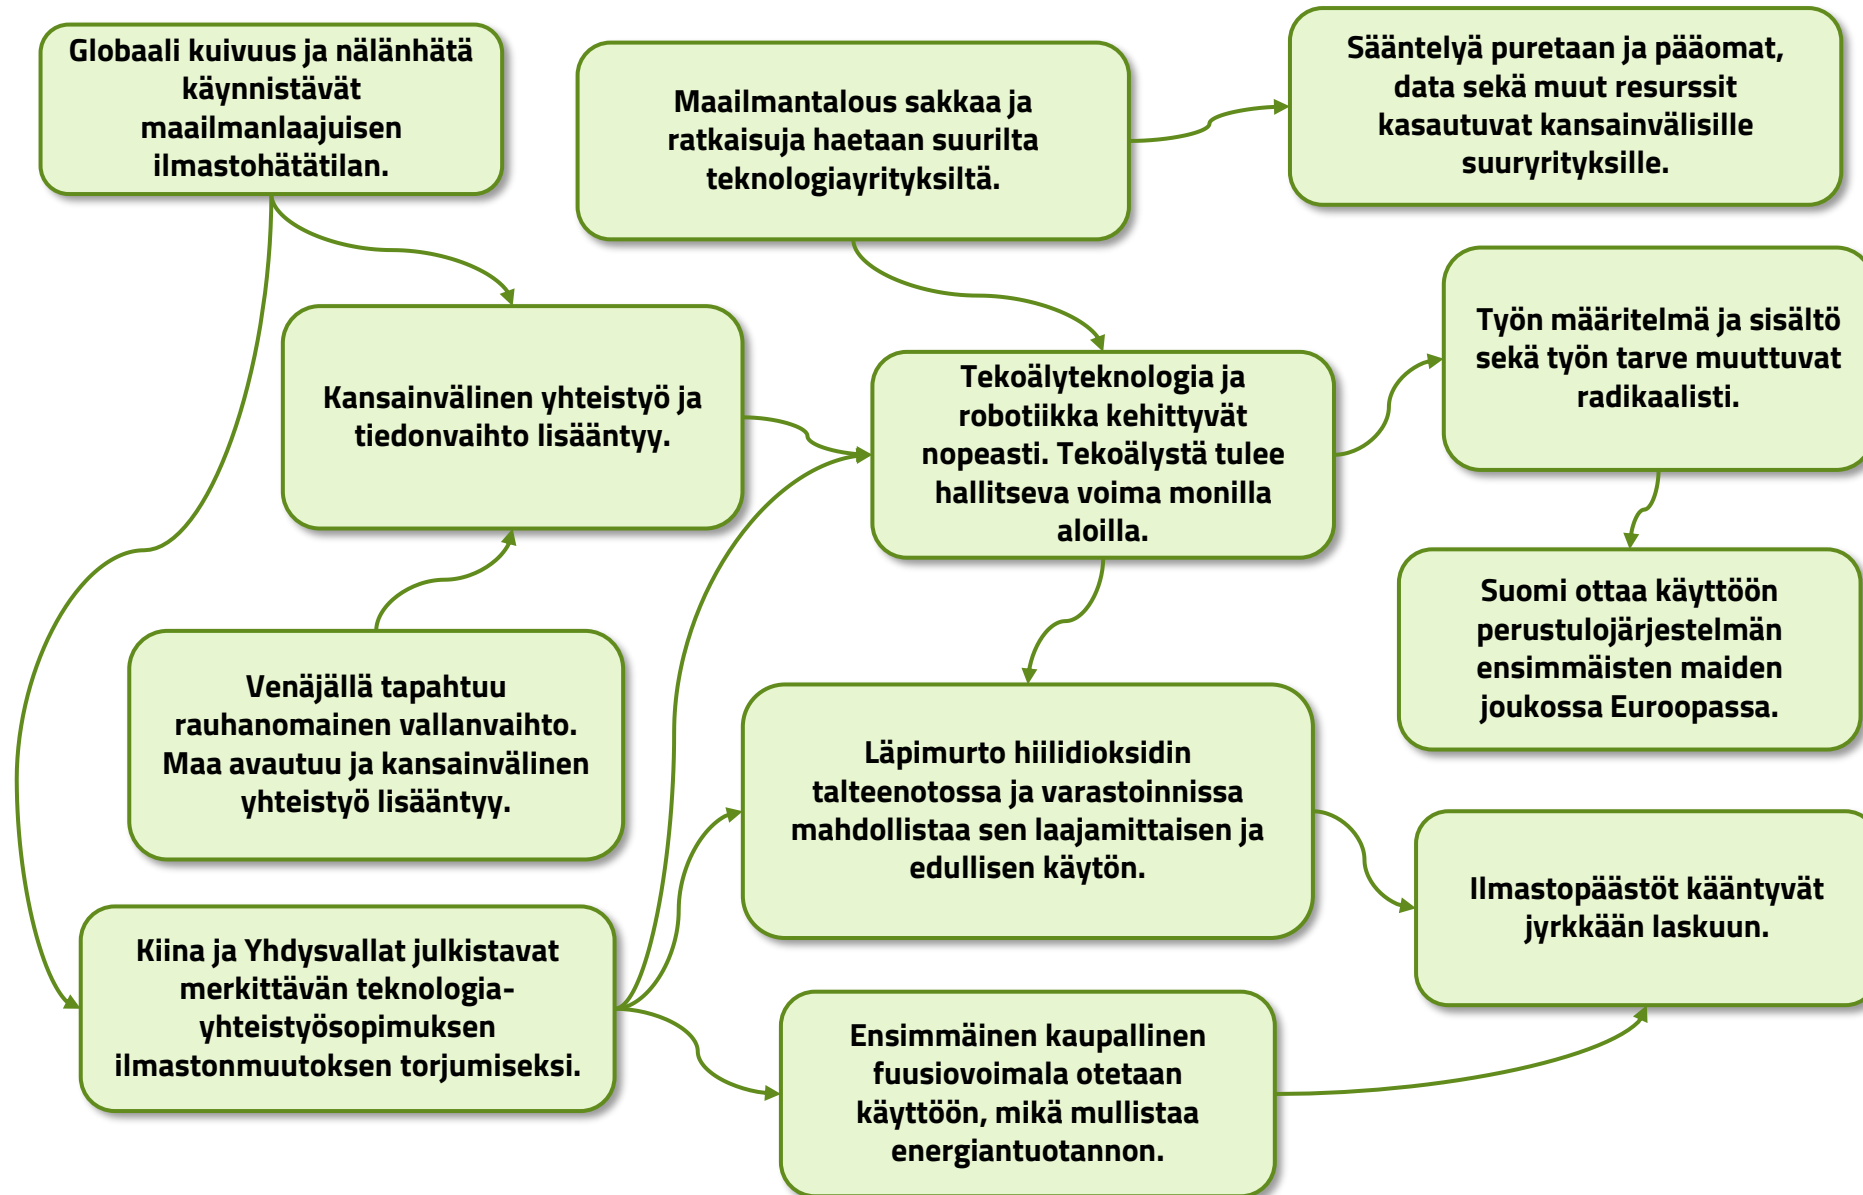 Globaali kuivuus ja nälänhätä
käynnistävät
maailmanlaajuisen
ilmastohätätilan.
Maailmantalous sakkaa ja
ratkaisuja haetaan suurilta
teknologiayrityksiltä.
Sääntelyä puretaan ja pääomat,
data sekä muut resurssit
kasautuvat kansainvälisille
suuryrityksille.
Kansainvälinen yhteistyö ja
tiedonvaihto lisääntyy.
Tekoälyteknologia ja
robotiikka kehittyvät
nopeasti. Tekoälystä tulee
hallitseva voima monilla
aloilla.
Työn määritelmä ja sisältö
sekä työn tarve muuttuvat
radikaalisti.
Suomi ottaa käyttöön
perustulojärjestelmän
ensimmäisten maiden
joukossa Euroopassa.
Venäjällä tapahtuu
rauhanomainen vallanvaihto.
Maa avautuu ja kansainvälinen
yhteistyö lisääntyy.
Läpimurto hiilidioksidin
talteenotossa ja varastoinnissa
mahdollistaa sen laajamittaisen ja
edullisen käytön.
Ilmastopäästöt kääntyvät
jyrkkään laskuun.
Kiina ja Yhdysvallat julkistavat
merkittävän teknologia-
yhteistyösopimuksen
ilmastonmuutoksen torjumiseksi.
Ensimmäinen kaupallinen
fuusiovoimala otetaan
käyttöön, mikä mullistaa
energiantuotannon.